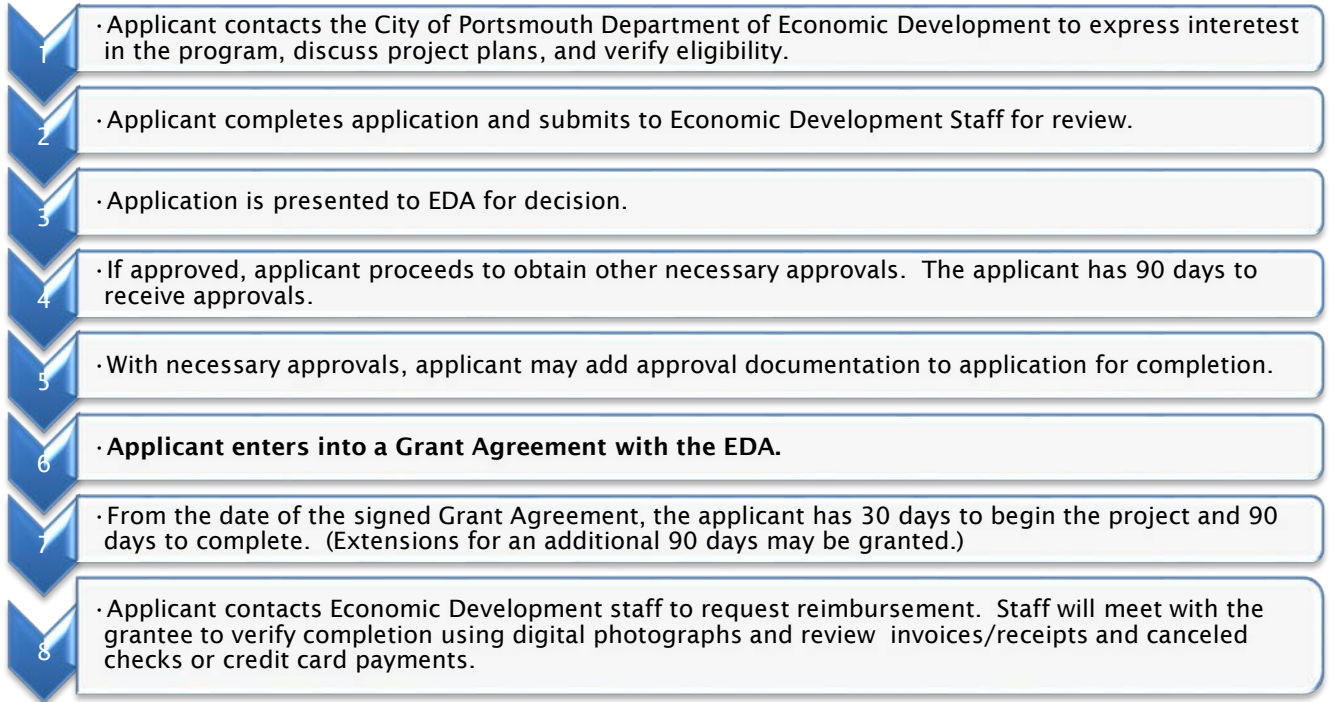 1
·Applicant contacts the City of Portsmouth Department of Economic Development to express interetest
in the program, discuss project plans, and verify eligibility.
2
·Applicant completes application and submits to Economic Development Staff for review.
3
·Application is presented to EDA for decision.
4
·If approved, applicant proceeds to obtain other necessary approvals.  The applicant has 90 days to
receive approvals.
5
·With necessary approvals, applicant may add approval documentation to application for completion.
6
·Applicant enters into a Grant Agreement with the EDA.
7
·From the date of the signed Grant Agreement, the applicant has 30 days to begin the project and 90
days to complete.  (Extensions for an additional 90 days may be granted.)
8
·Applicant contacts Economic Development staff to request reimbursement.  Staff will meet with the
grantee to verify completion using digital photographs and review  invoices/receipts and canceled
checks or credit card payments.